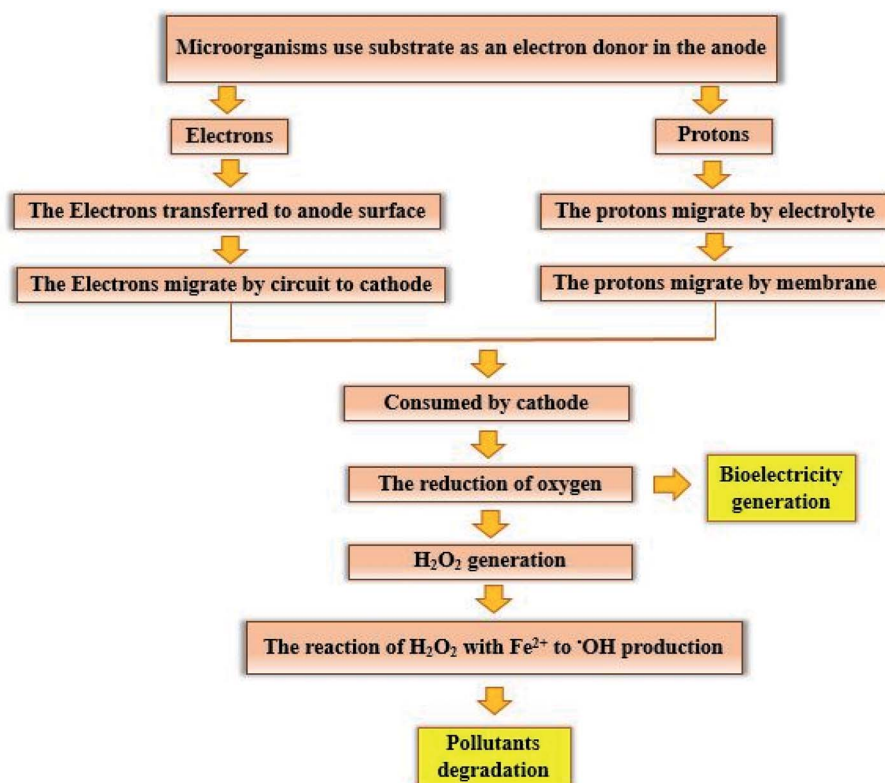 Microorganisms use substrate as an electron donor in the anode
Electrons
Protons
The Electrons transferred to anode surface
The protons migrate by electrolyte
The Electrons migrate by circuit to cathode
The protons migrate by membrane
Consumed by cathode
The reduction of oxygen
Bioelectricity
generation
H₂O₂ generation
The reaction of H₂O₂ with Fe²⁺ to ˙OH production
Pollutants
degradation